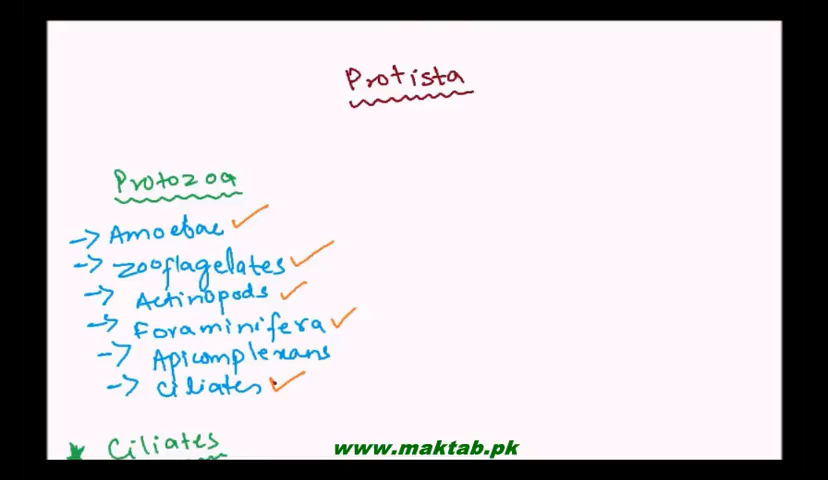 Protista
Protozoa
-> Amoebae ✓
-> Zooflagelates ✓
-> Actinopods ✓
-> Foraminifera ✓
-> Apicomplexans
-> Ciliates ✓
★ Ciliates
www.maktab.pk